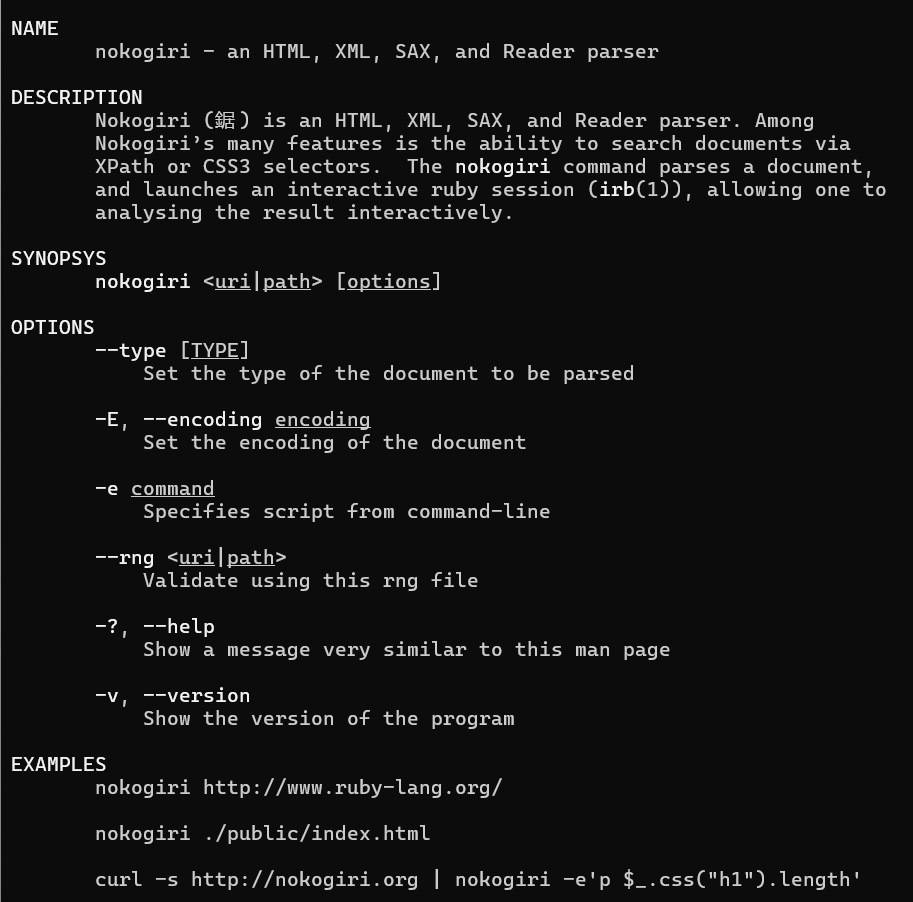 NAME
nokogiri - an HTML, XML, SAX, and Reader parser
DESCRIPTION
Nokogiri (鋸) is an HTML, XML, SAX, and Reader parser. Among
Nokogiri’s many features is the ability to search documents via
XPath or CSS3 selectors.  The nokogiri command parses a document,
and launches an interactive ruby session (irb(1)), allowing one to
analysing the result interactively.
SYNOPSYS
nokogiri <uri|path> [options]
OPTIONS
--type [TYPE]
Set the type of the document to be parsed
-E, --encoding encoding
Set the encoding of the document
-e command
Specifies script from command-line
--rng <uri|path>
Validate using this rng file
-?, --help
Show a message very similar to this man page
-v, --version
Show the version of the program
EXAMPLES
nokogiri http://www.ruby-lang.org/
nokogiri ./public/index.html
curl -s http://nokogiri.org | nokogiri -e'p $_.css("h1").length'